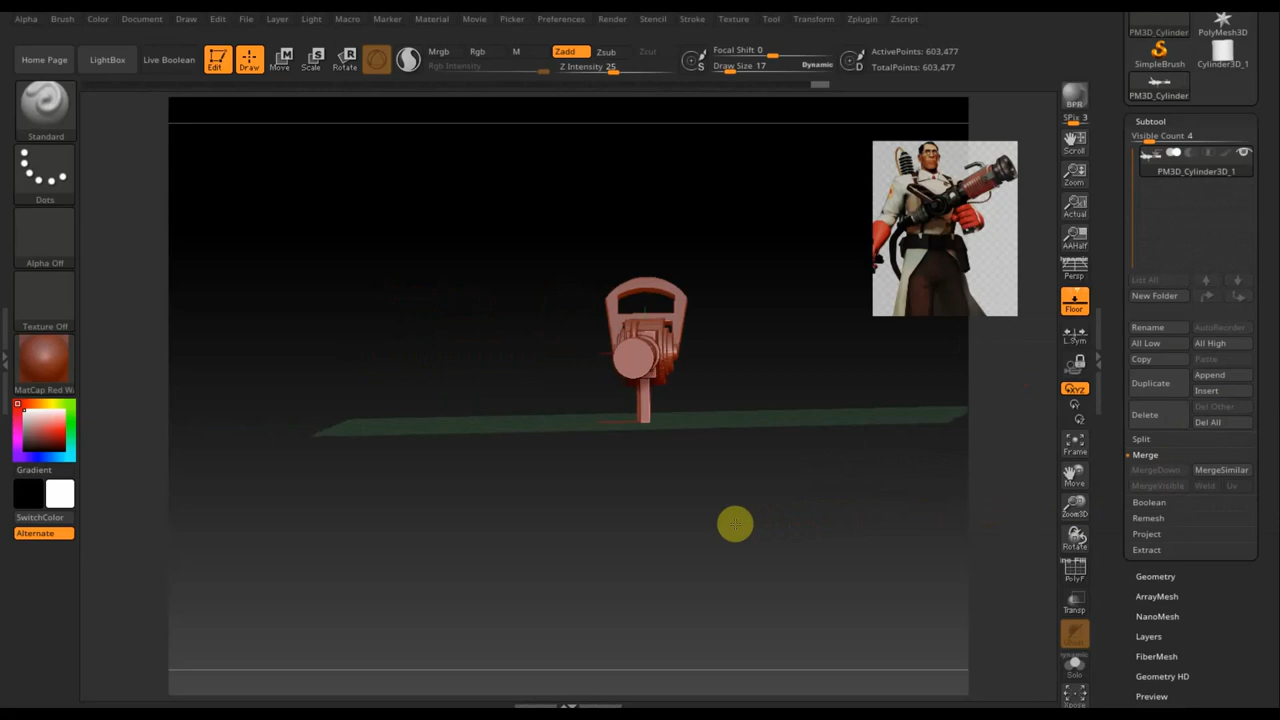 Alpha Brush Color Document Draw Edit File Layer Light Macro Marker Material Movie Picker Preferences Render Stencil Stroke Texture Tool Transform Zplugin Zscript
Home Page LightBox Live Boolean Edit Draw Move Scale Rotate Mrgb Rgb M Zadd Zsub Zcut
Rgb Intensity Z Intensity 25
Focal Shift 0
Draw Size 17 Dynamic
ActivePoints: 603,477
TotalPoints: 603,477
Standard
Dots
Alpha Off
Texture Off
MatCap Red Wa
Gradient
SwitchColor
Alternate
BPR
SPix 3
Scroll
Zoom
Actual
AAHalf
Dynamic
Persp
Floor
L.Sym
XYZ
Frame
Move
Zoom3D
Rotate
Line Fill
PolyF
Transp
Dynamic
Solo
Xpose
PM3D_Cylinder PolyMesh3D
SimpleBrush Cylinder3D_1
PM3D_Cylinder
Subtool
Visible Count 4
PM3D_Cylinder3D_1
List All
New Folder
Rename AutoReorder
All Low All High
Copy Paste
Duplicate Append
Insert
Delete Del Other
Del All
Split
Merge
MergeDown MergeSimilar
MergeVisible Weld Uv
Boolean
Remesh
Project
Extract
Geometry
ArrayMesh
NanoMesh
Layers
FiberMesh
Geometry HD
Preview